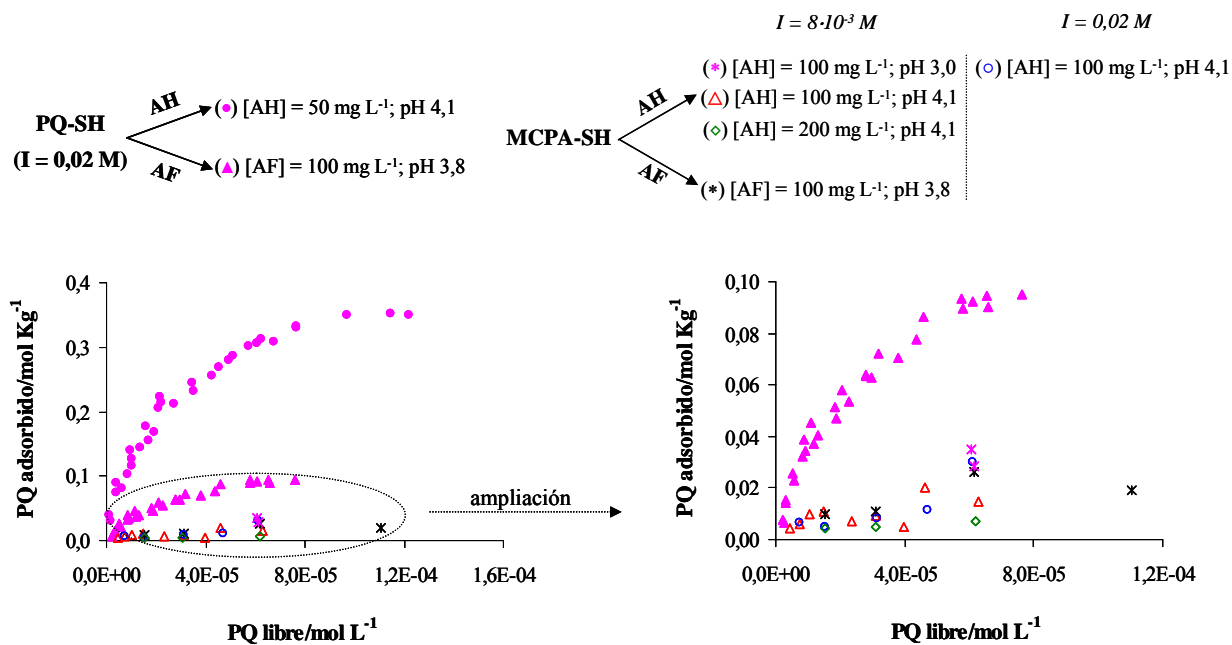 I = 8·10⁻³ M
I = 0,02 M
(*) [AH] = 100 mg L⁻¹; pH 3,0
(○) [AH] = 100 mg L⁻¹; pH 4,1
AH
(●) [AH] = 50 mg L⁻¹; pH 4,1
AH
(△) [AH] = 100 mg L⁻¹; pH 4,1
PQ-SH
(I = 0,02 M)
MCPA-SH
(◇) [AH] = 200 mg L⁻¹; pH 4,1
AF
(▲) [AF] = 100 mg L⁻¹; pH 3,8
AF
(*) [AF] = 100 mg L⁻¹; pH 3,8
PQ adsorbido/mol Kg⁻¹
0,4
0,3
0,2
0,1
0,0
0,0E+00 4,0E-05 8,0E-05 1,2E-04 1,6E-04
PQ libre/mol L⁻¹
ampliación
PQ adsorbido/mol Kg⁻¹
0,10
0,08
0,06
0,04
0,02
0,00
0,0E+00 4,0E-05 8,0E-05 1,2E-04
PQ libre/mol L⁻¹